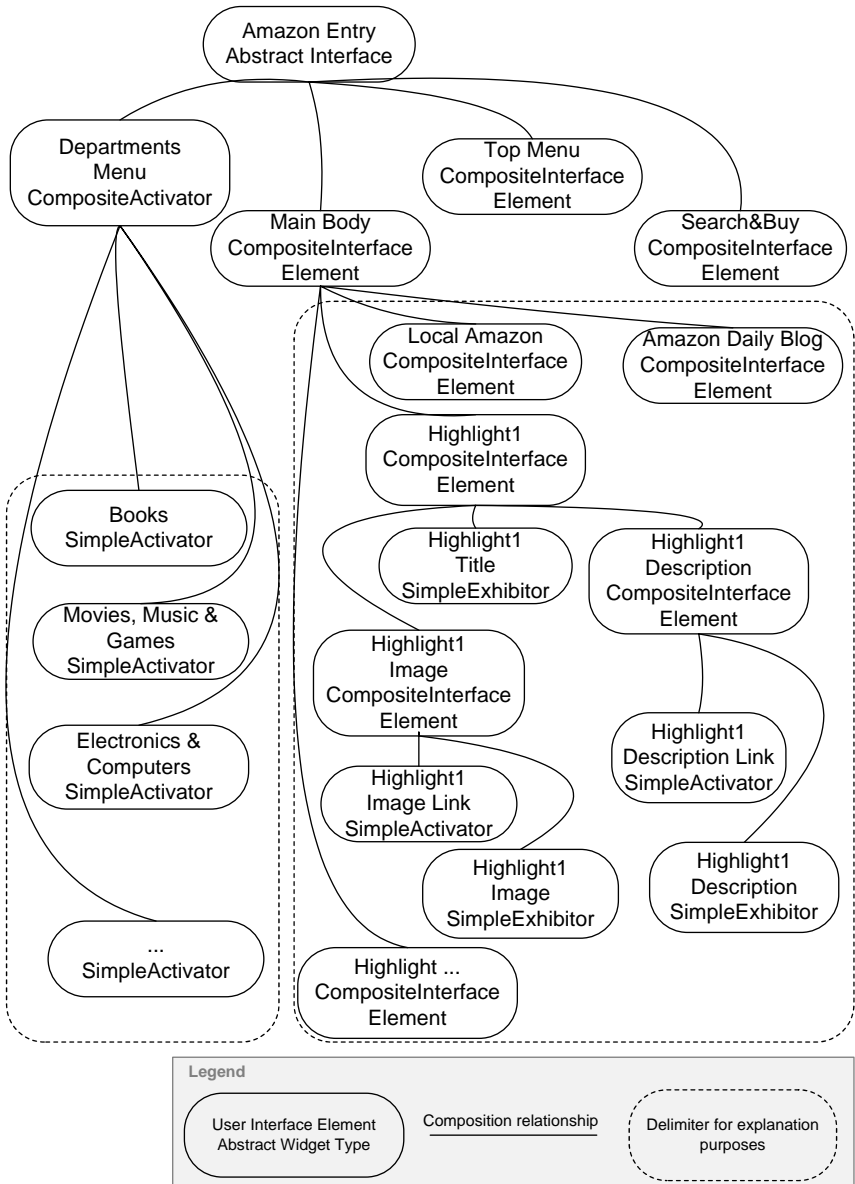 Amazon Entry
Abstract Interface
Departments
Menu
CompositeActivator
Top Menu
CompositeInterface
Element
Main Body
CompositeInterface
Element
Search&Buy
CompositeInterface
Element
Local Amazon
CompositeInterface
Element
Amazon Daily Blog
CompositeInterface
Element
Highlight1
CompositeInterface
Element
Books
SimpleActivator
Highlight1
Title
SimpleExhibitor
Highlight1
Description
CompositeInterface
Element
Movies, Music &
Games
SimpleActivator
Highlight1
Image
CompositeInterface
Element
Electronics &
Computers
SimpleActivator
Highlight1
Image Link
SimpleActivator
Highlight1
Description Link
SimpleActivator
Highlight1
Image
SimpleExhibitor
Highlight1
Description
SimpleExhibitor
...
SimpleActivator
Highlight ...
CompositeInterface
Element
Legend
User Interface Element
Abstract Widget Type
Composition relationship
Delimiter for explanation
purposes